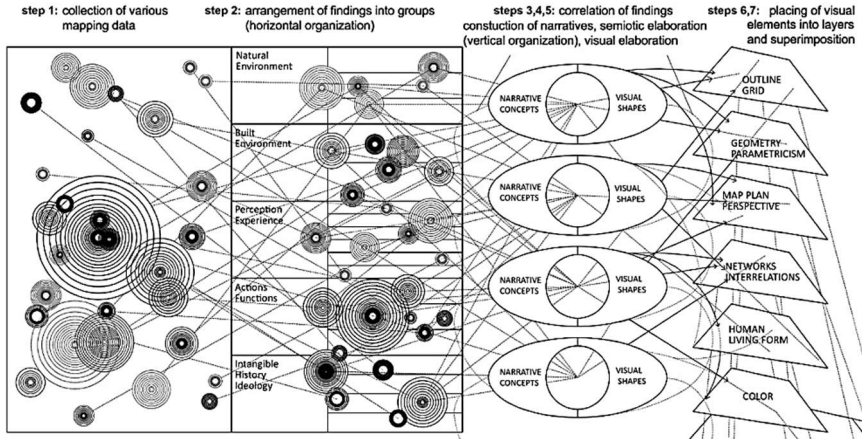 step 1: collection of various
mapping data
step 2: arrangement of findings into groups
(horizontal organization)
steps 3,4,5: correlation of findings
constuction of narratives, semiotic elaboration
(vertical organization), visual elaboration
steps 6,7: placing of visual
elements into layers
and superimposition
Natural
Environment
Built
Environment
Perception
Experience
Actions
Functions
Intangible
History
Ideology
NARRATIVE
CONCEPTS
VISUAL
SHAPES
NARRATIVE
CONCEPTS
VISUAL
SHAPES
NARRATIVE
CONCEPTS
VISUAL
SHAPES
NARRATIVE
CONCEPTS
VISUAL
SHAPES
OUTLINE
GRID
GEOMETRY
PARAMETRICISM
MAP PLAN
PERSPECTIVE
NETWORKS
INTERRELATIONS
HUMAN
LIVING FORM
COLOR